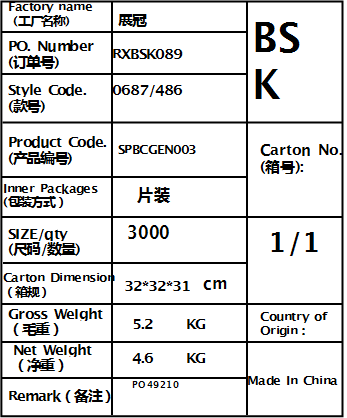 Factory name
(工厂名称)
展冠
PO. Number
(订单号)
RXBSK089
Style Code.
(款号)
0687/486
BS
K
Product Code.
(产品编号)
SPBCGEN003
Carton No.
(箱号):
Inner Packages
(包装方式）
片装
SIZE/qty
(尺码/数量)
3000
1/1
Carton Dimension
（箱规）
32*32*31 cm
Gross Weight
（毛重）
5.2 KG
Country of
Origin：
Net Weight
（净重）
4.6 KG
Made In China
Remark（备注）
PO49210